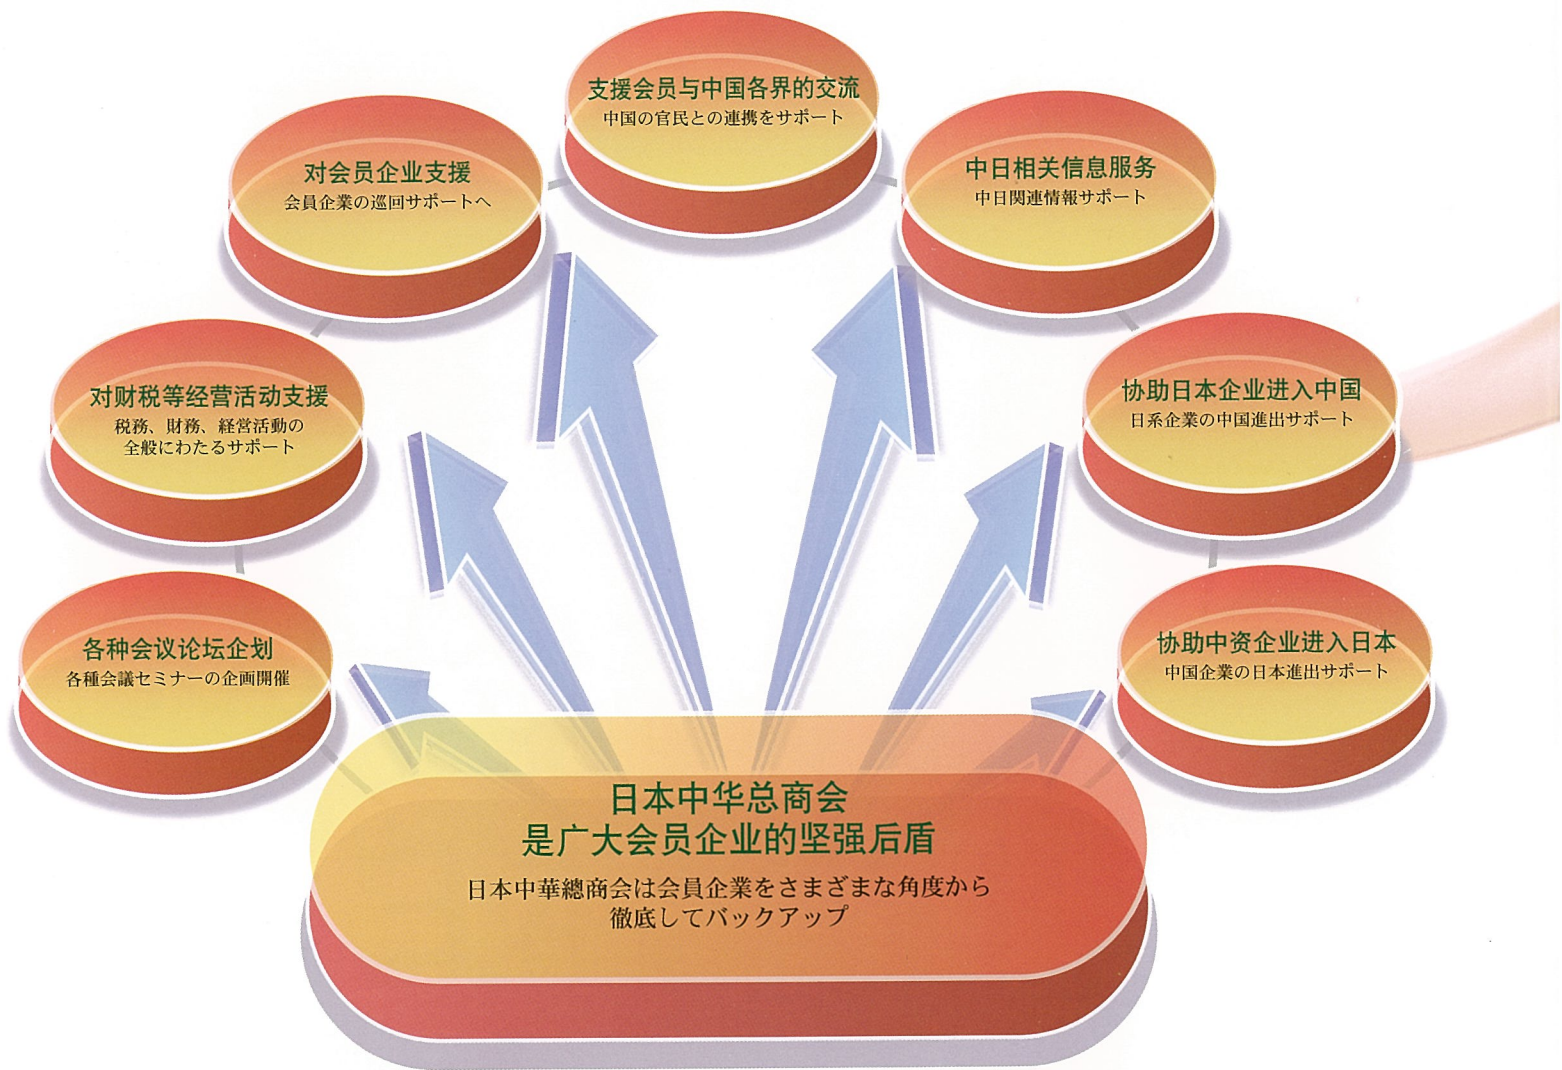 支援会员与中国各界的交流
中国の官民との連携をサポート
对会员企业支援
会員企業の巡回サポートへ
中日相关信息服务
中日関連情報サポート
对财税等经营活动支援
税務、財務、経営活動の
全般にわたるサポート
协助日本企业进入中国
日系企業の中国進出サポート
各种会议论坛企划
各種会議セミナーの企画開催
协助中资企业进入日本
中国企業の日本進出サポート
日本中华总商会
是广大会员企业的坚强后盾
日本中華總商会は会員企業をさまざまな角度から
徹底してバックアップ